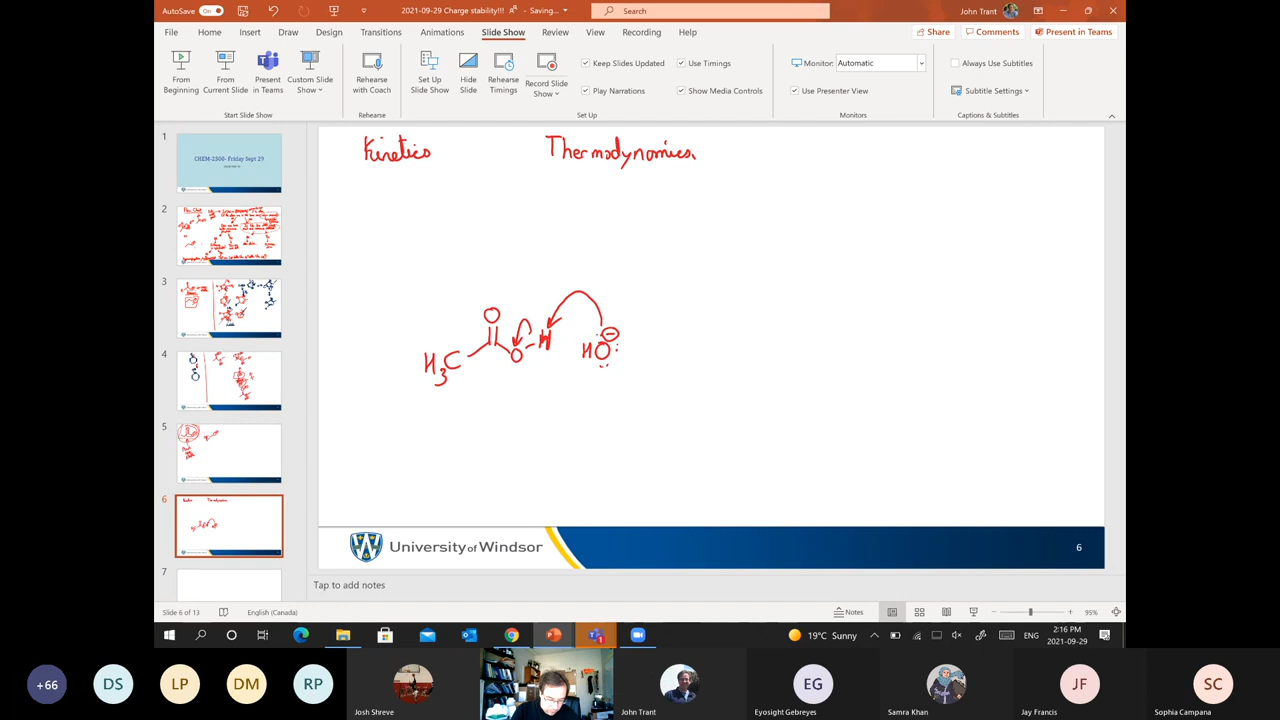 AutoSave On
2021-09-29 Charge stability!!! - Saving...
Search
John Trant
File Home Insert Draw Design Transitions Animations Slide Show Review View Recording Help
Share Comments Present in Teams
From Beginning
From Current Slide
Present in Teams
Custom Slide Show
Set Up Slide Show
Hide Slide
Rehearse with Coach
Rehearse Timings
Record Slide Show
Keep Slides Updated
Play Narrations
Use Timings
Show Media Controls
Monitor: Automatic
Use Presenter View
Always Use Subtitles
Subtitle Settings
Start Slide Show
Rehearse
Set Up
Monitors
Captions & Subtitles
1
CHEM-2300- Friday Sept 29
2
3
4
5
6
7
Kinetics Thermodynamics.
O
H3C O H HO
University of Windsor
6
Tap to add notes
Slide 6 of 13
English (Canada)
Notes
95%
19°C Sunny
ENG
2:16 PM
2021-09-29
+66
DS
LP
DM
RP
EG
JF
SC
Josh Shreve
John Trant
Eyosight Gebreyes
Samra Khan
Jay Francis
Sophia Campana